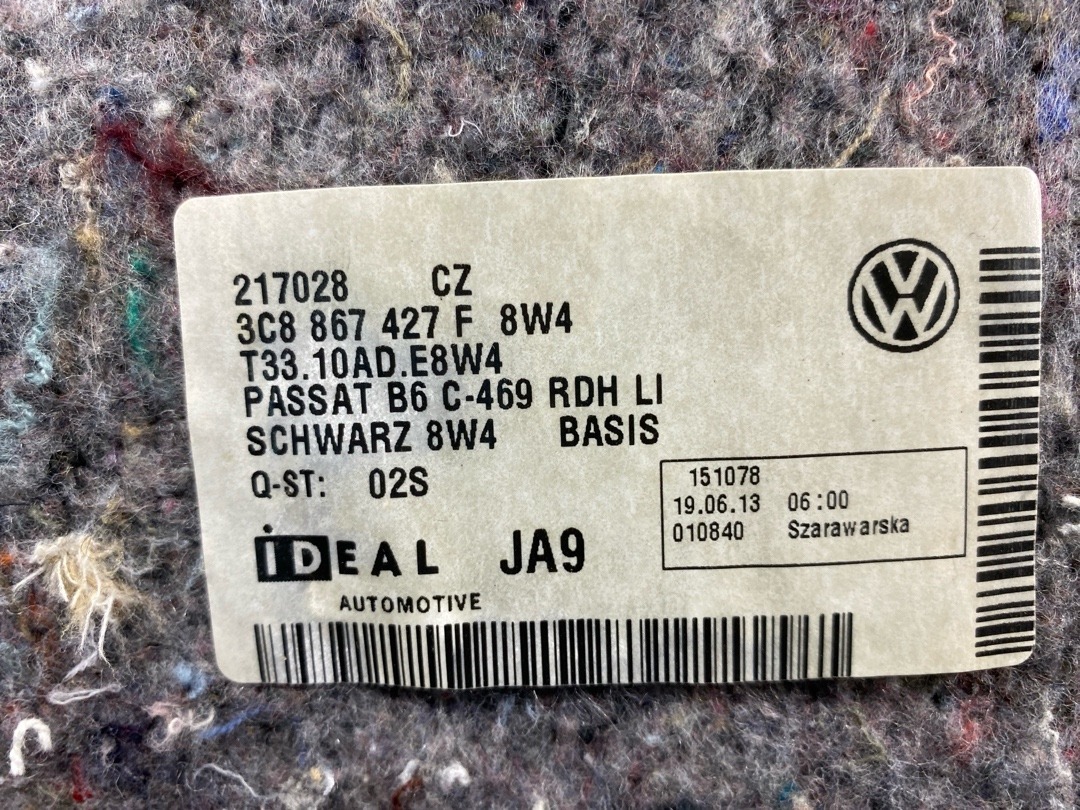 217028 CZ
3C8 867 427 F 8W4
T33.10AD.E8W4
PASSAT B6 C-469 RDH LI
SCHWARZ 8W4 BASIS
Q-ST: 02S
151078
19.06.13 06:00
010840 Szarawarska
iDEAL JA9
AUTOMOTIVE
VW